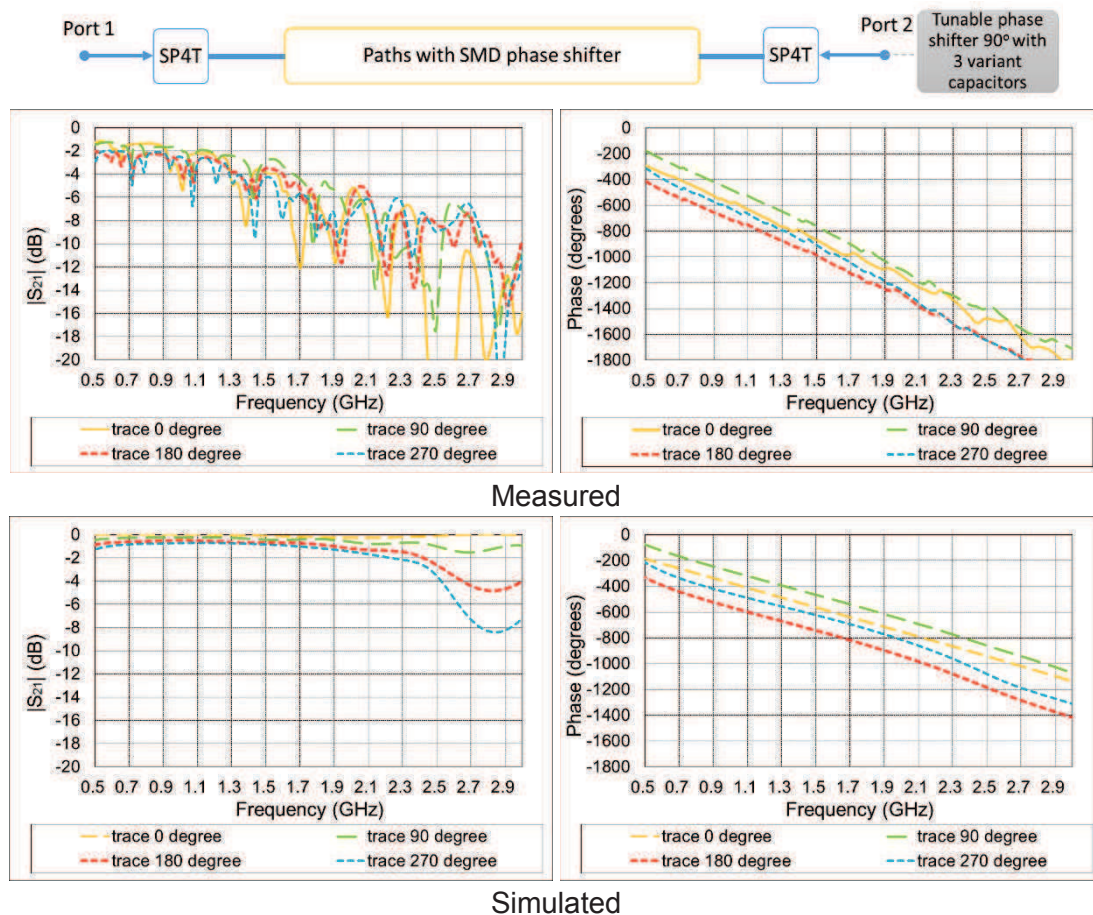 Port 1
SP4T
Paths with SMD phase shifter
SP4T
Port 2
Tunable phase
shifter 90º with
3 variant
capacitors
|S21| (dB)
0
-2
-4
-6
-8
-10
-12
-14
-16
-18
-20
0.5 0.7 0.9 1.1 1.3 1.5 1.7 1.9 2.1 2.3 2.5 2.7 2.9
Frequency (GHz)
trace 0 degree
trace 90 degree
trace 180 degree
trace 270 degree
Phase (degrees)
0
-200
-400
-600
-800
-1000
-1200
-1400
-1600
-1800
0.5 0.7 0.9 1.1 1.3 1.5 1.7 1.9 2.1 2.3 2.5 2.7 2.9
Frequency (GHz)
trace 0 degree
trace 90 degree
trace 180 degree
trace 270 degree
Measured
|S21| (dB)
0
-2
-4
-6
-8
-10
-12
-14
-16
-18
-20
0.5 0.7 0.9 1.1 1.3 1.5 1.7 1.9 2.1 2.3 2.5 2.7 2.9
Frequency (GHz)
trace 0 degree
trace 90 degree
trace 180 degree
trace 270 degree
Phase (degrees)
0
-200
-400
-600
-800
-1000
-1200
-1400
-1600
-1800
0.5 0.7 0.9 1.1 1.3 1.5 1.7 1.9 2.1 2.3 2.5 2.7 2.9
Frequency (GHz)
trace 0 degree
trace 90 degree
trace 180 degree
trace 270 degree
Simulated